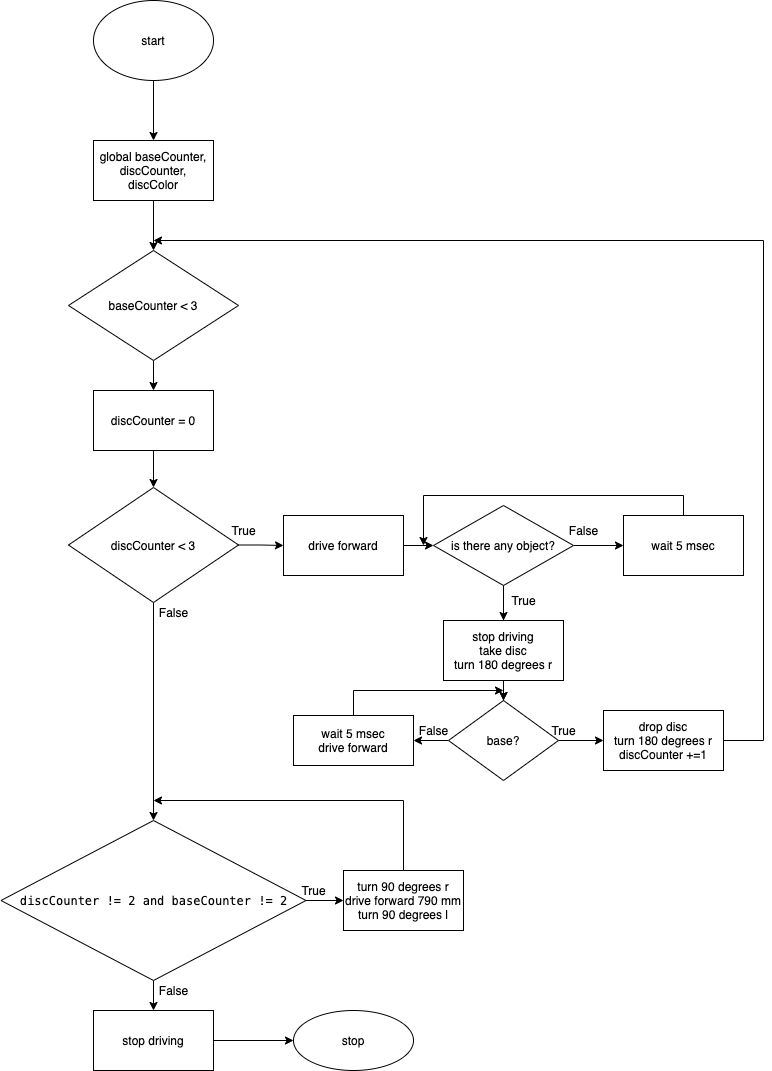 start
global baseCounter,
discCounter,
discColor
baseCounter < 3
discCounter = 0
discCounter < 3
True
drive forward
is there any object?
False
wait 5 msec
True
False
stop driving
take disc
turn 180 degrees r
wait 5 msec
drive forward
False
base?
True
drop disc
turn 180 degrees r
discCounter +=1
discCounter != 2 and baseCounter != 2
True
turn 90 degrees r
drive forward 790 mm
turn 90 degrees l
False
stop driving
stop